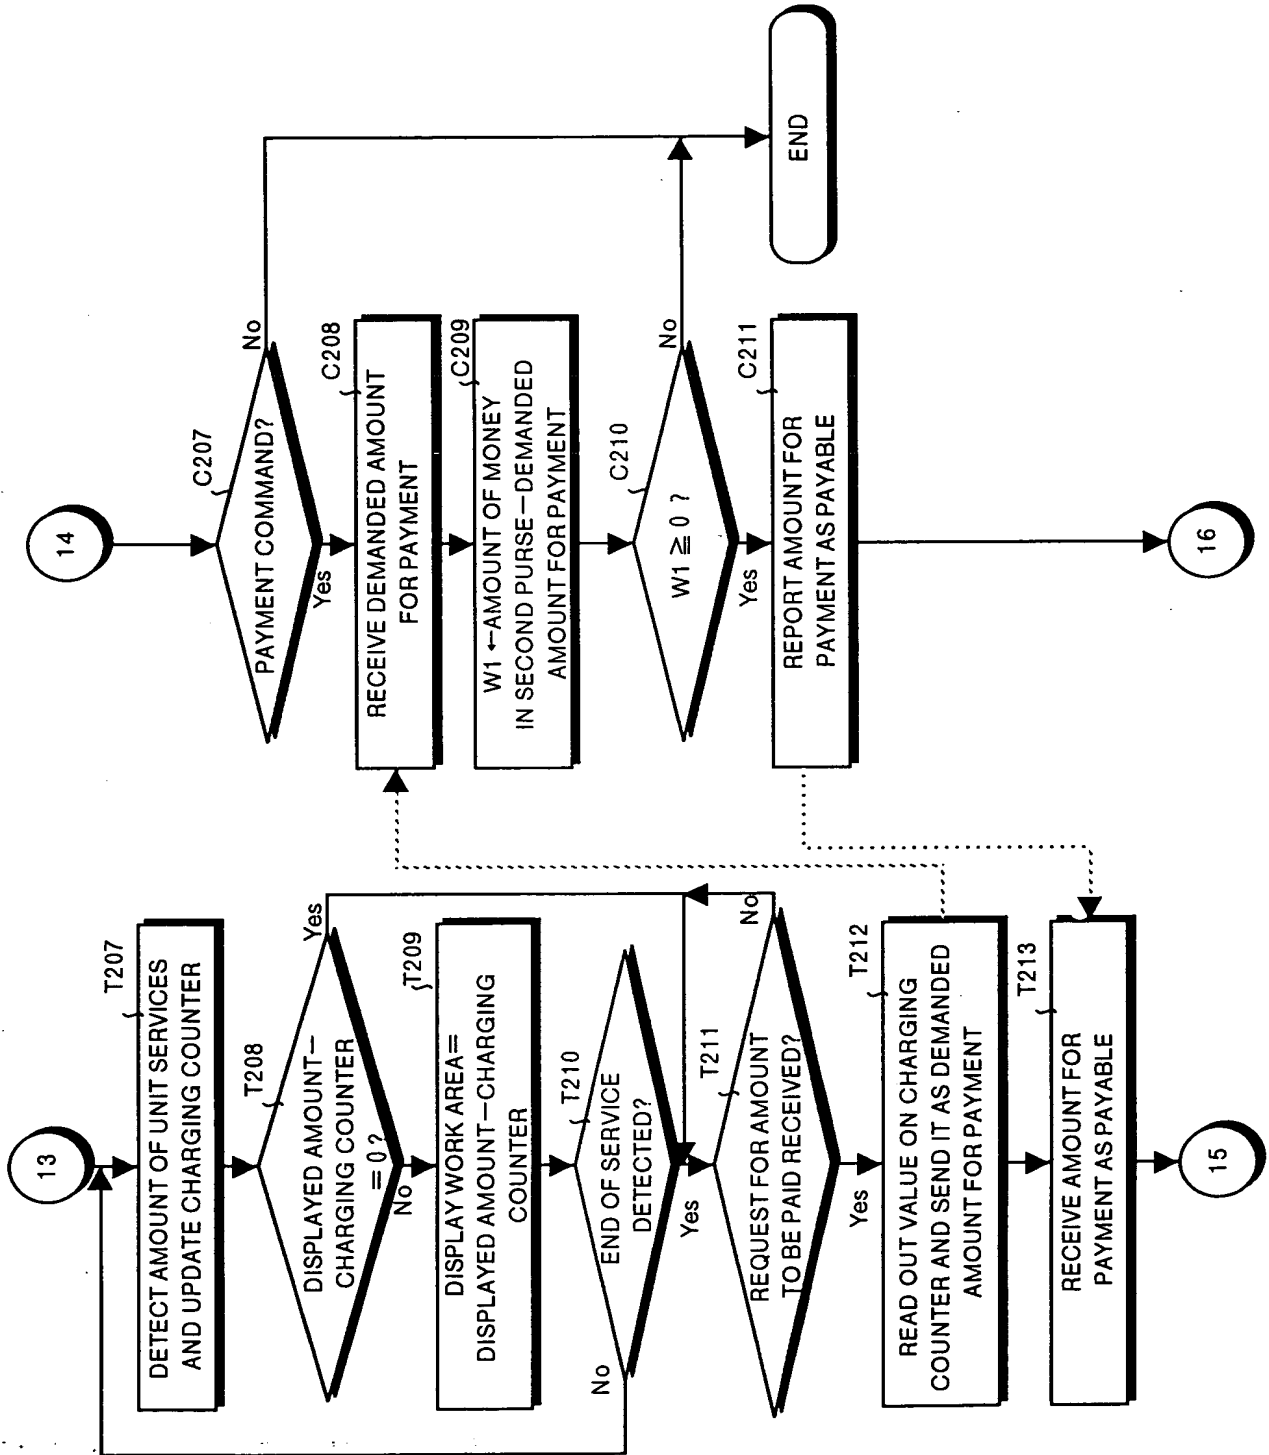 13
T207
DETECT AMOUNT OF UNIT SERVICES
AND UPDATE CHARGING COUNTER
T208
DISPLAYED AMOUNT−
CHARGING COUNTER
= 0 ?
Yes
No
T209
DISPLAY WORK AREA=
DISPLAYED AMOUNT−CHARGING
COUNTER
T210
END OF SERVICE
DETECTED?
No
Yes
T211
REQUEST FOR AMOUNT
TO BE PAID RECEIVED?
No
Yes
T212
READ OUT VALUE ON CHARGING
COUNTER AND SEND IT AS DEMANDED
AMOUNT FOR PAYMENT
T213
RECEIVE AMOUNT FOR
PAYMENT AS PAYABLE
15
14
C207
PAYMENT COMMAND?
No
Yes
C208
RECEIVE DEMANDED AMOUNT
FOR PAYMENT
C209
W1 ←AMOUNT OF MONEY
IN SECOND PURSE−DEMANDED
AMOUNT FOR PAYMENT
C210
W1 ≧ 0 ?
No
Yes
C211
REPORT AMOUNT FOR
PAYMENT AS PAYABLE
16
END